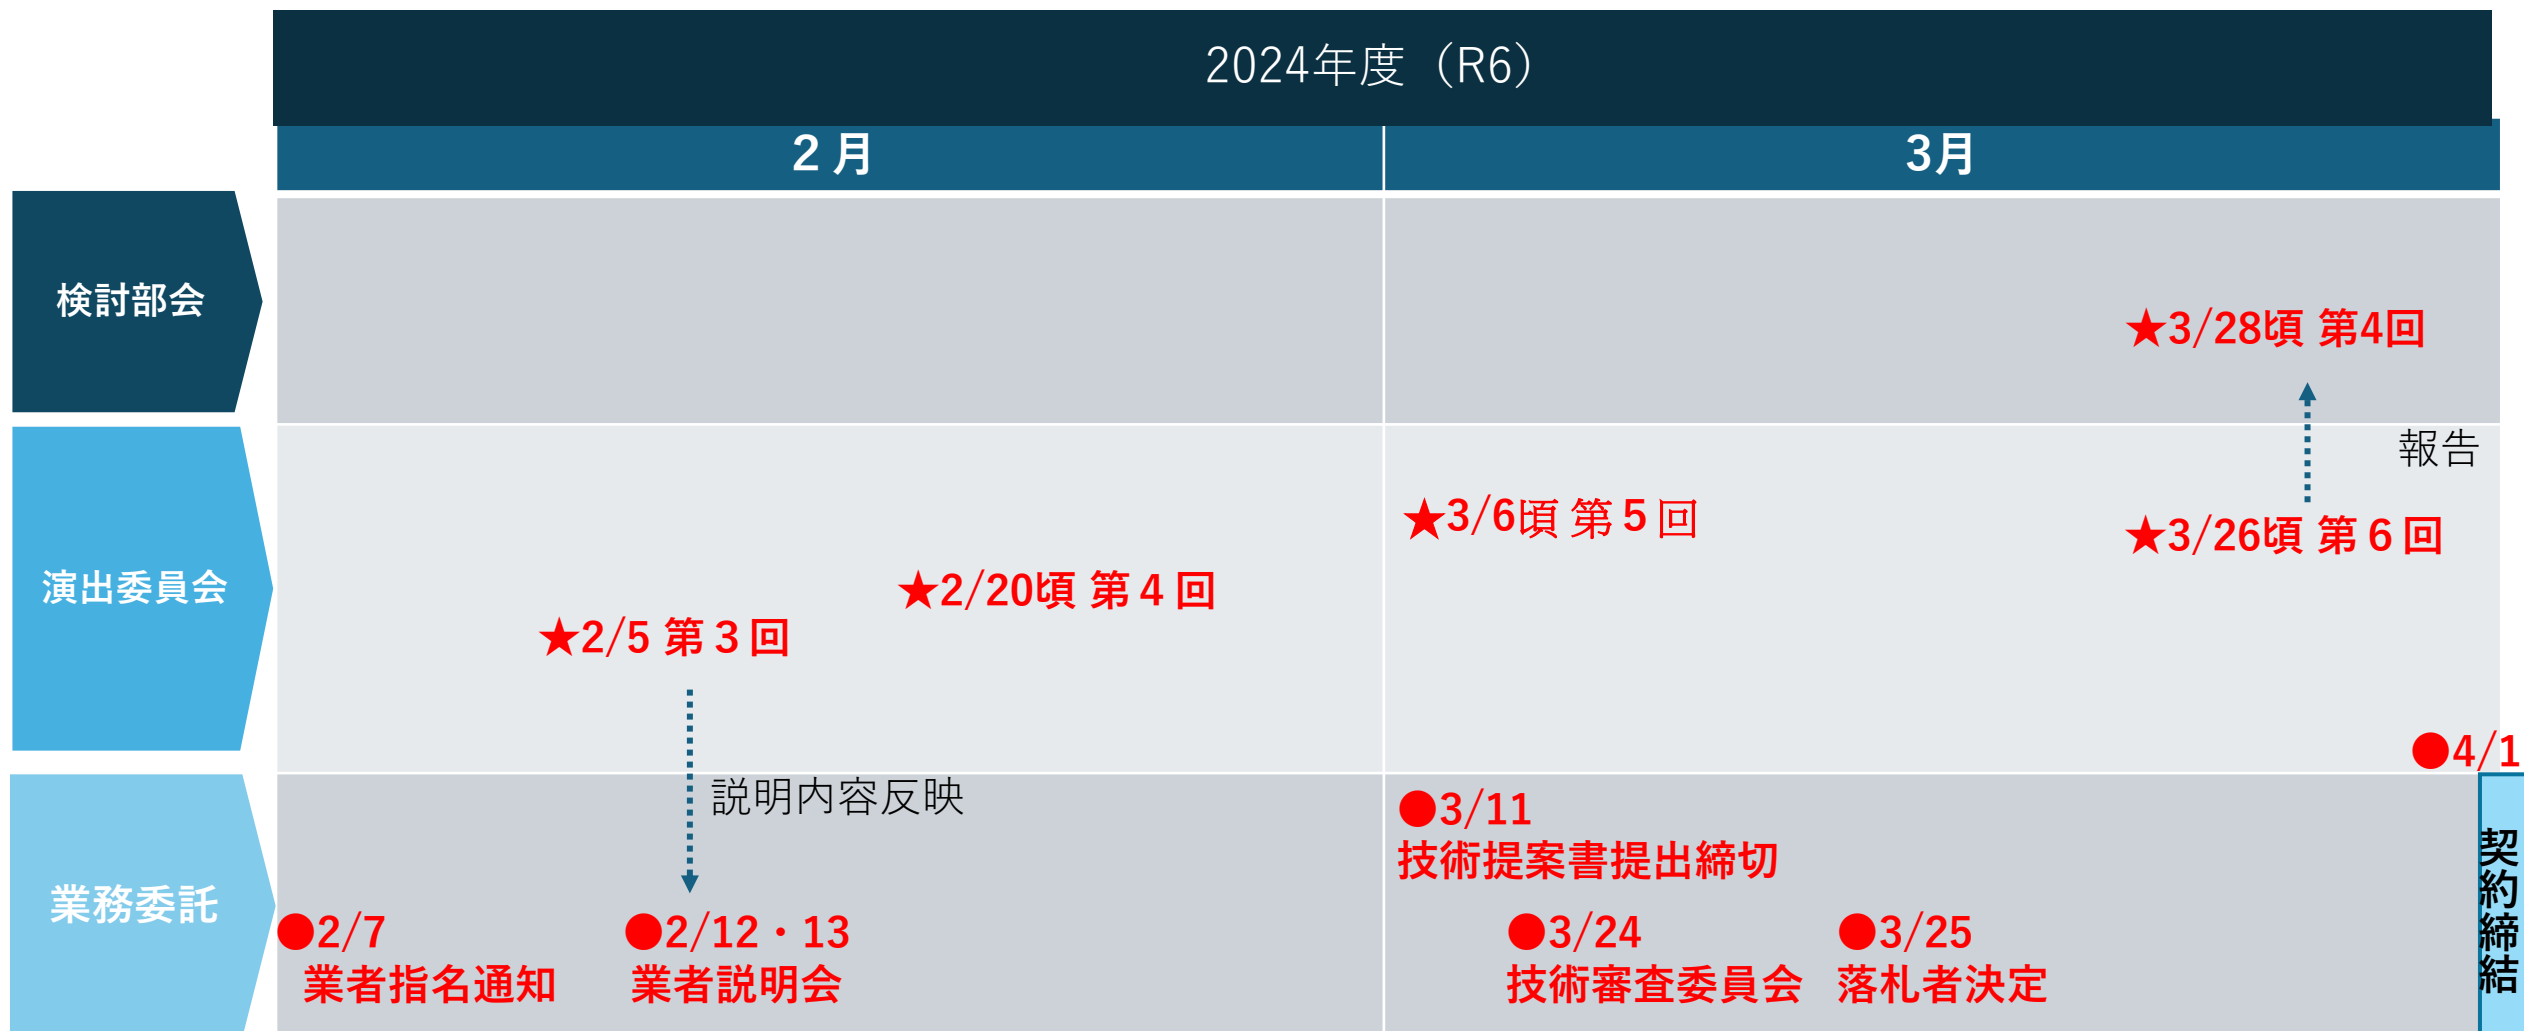 2024年度（R6）
２月
3月
検討部会
★3/28頃 第4回
報告
演出委員会
★3/6頃 第５回
★3/26頃 第６回
★2/20頃 第４回
★2/5 第３回
説明内容反映
●4/1
業務委託
●3/11
技術提案書提出締切
●2/7
業者指名通知
●2/12・13
業者説明会
●3/24
技術審査委員会
●3/25
落札者決定
契約締結